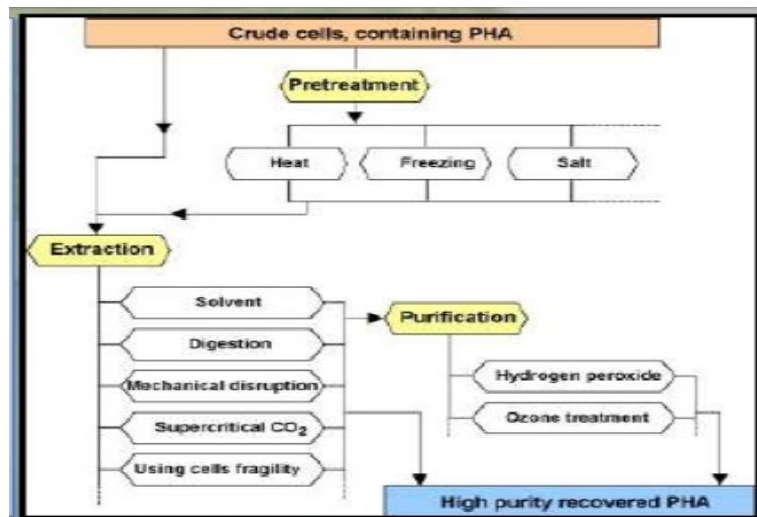 Crude cells, containing PHA
Pretreatment
Heat
Freezing
Salt
Extraction
Solvent
Digestion
Mechanical disruption
Supercritical CO₂
Using cells fragility
Purification
Hydrogen peroxide
Ozone treatment
High purity recovered PHA